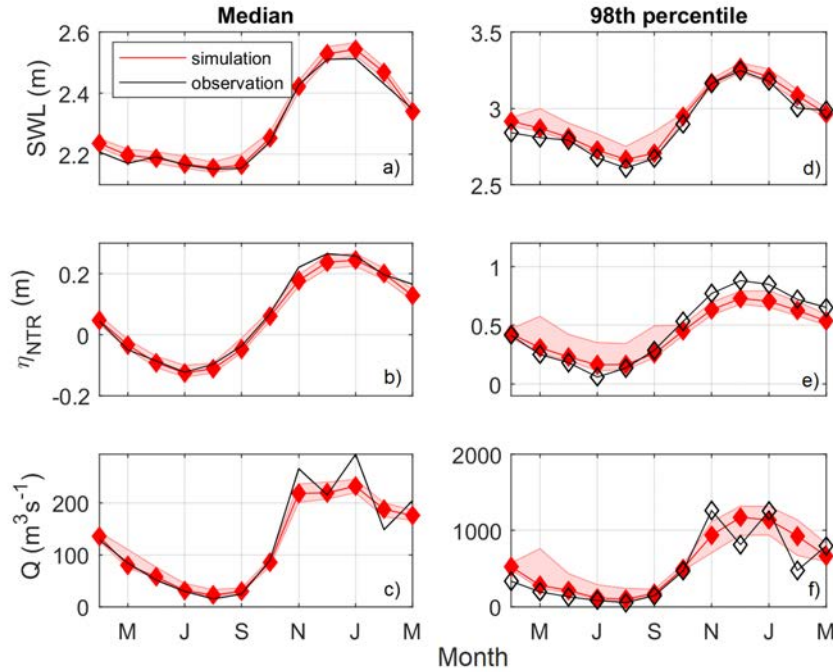 Median
98th percentile
SWL (m)
2.6
2.4
2.2
simulation
observation
a)
3.5
3
2.5
d)
η_NTR (m)
0.2
0
-0.2
b)
1
0.5
0
e)
Q (m³s⁻¹)
200
100
0
c)
2000
1000
0
f)
M J S N J M
M J S N J M
Month